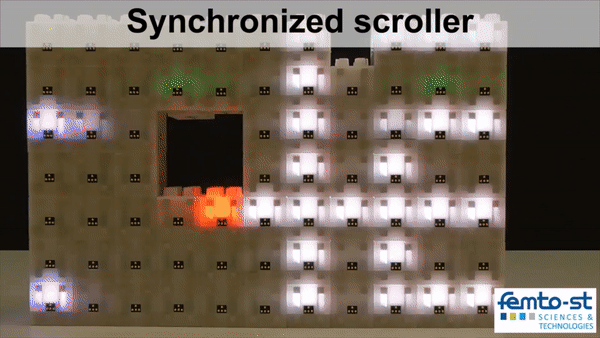 Synchronized scroller
femto-st
SCIENCES &
TECHNOLOGIES